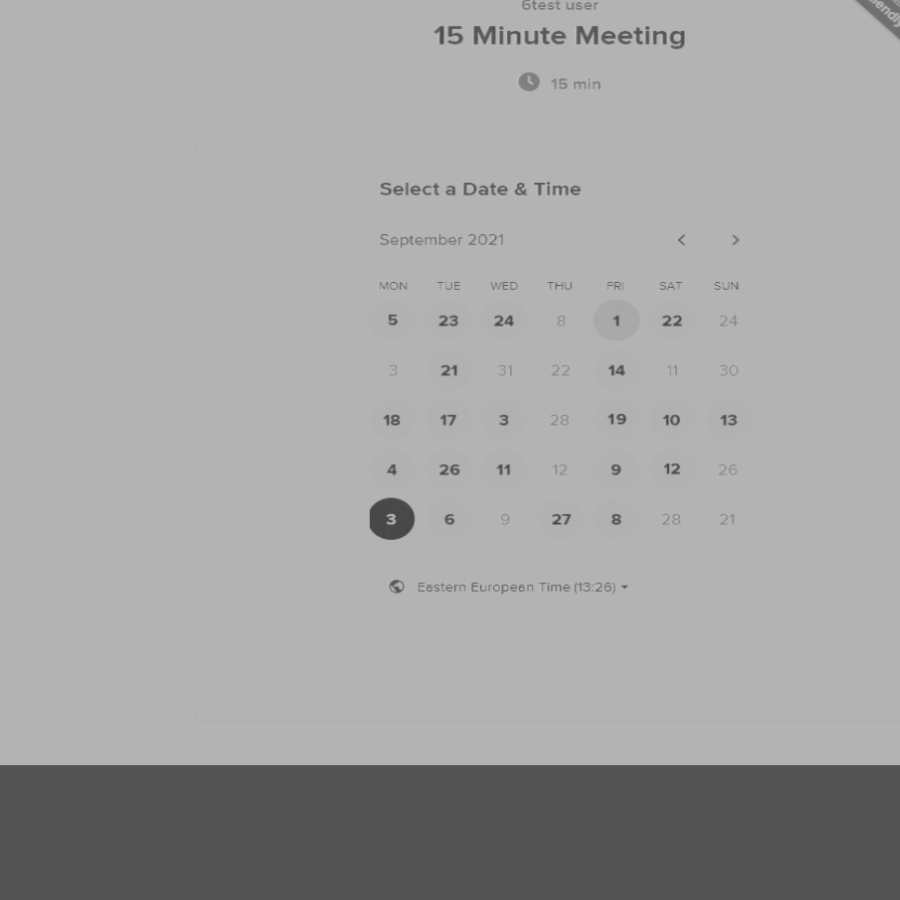 6test user
15 Minute Meeting
15 min
Select a Date & Time
September 2021
MON TUE WED THU FRI SAT SUN
5 23 24 8 1 22 24
3 21 31 22 14 11 30
18 17 3 28 19 10 13
4 26 11 12 9 12 26
3 6 9 27 8 28 21
Eastern European Time (13:26)